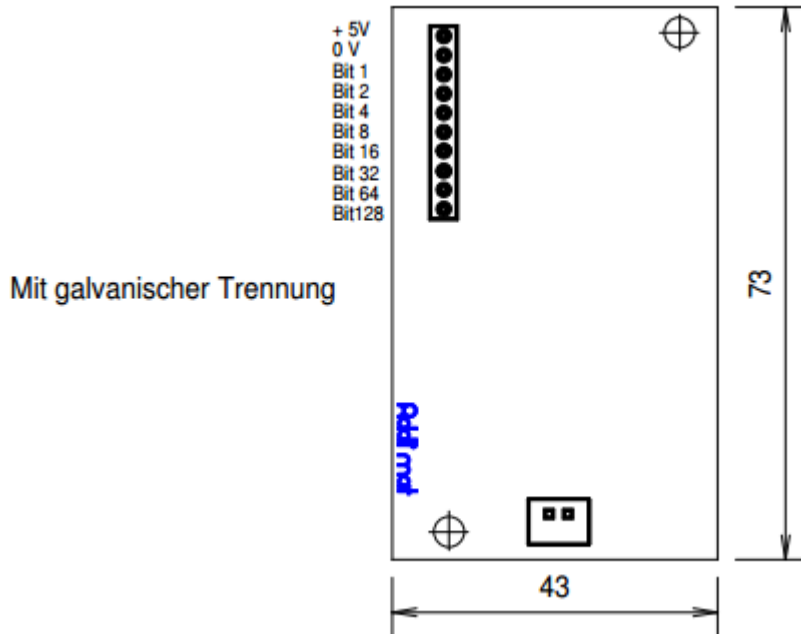 + 5V
0 V
Bit 1
Bit 2
Bit 4
Bit 8
Bit 16
Bit 32
Bit 64
Bit128
Mit galvanischer Trennung
73
43